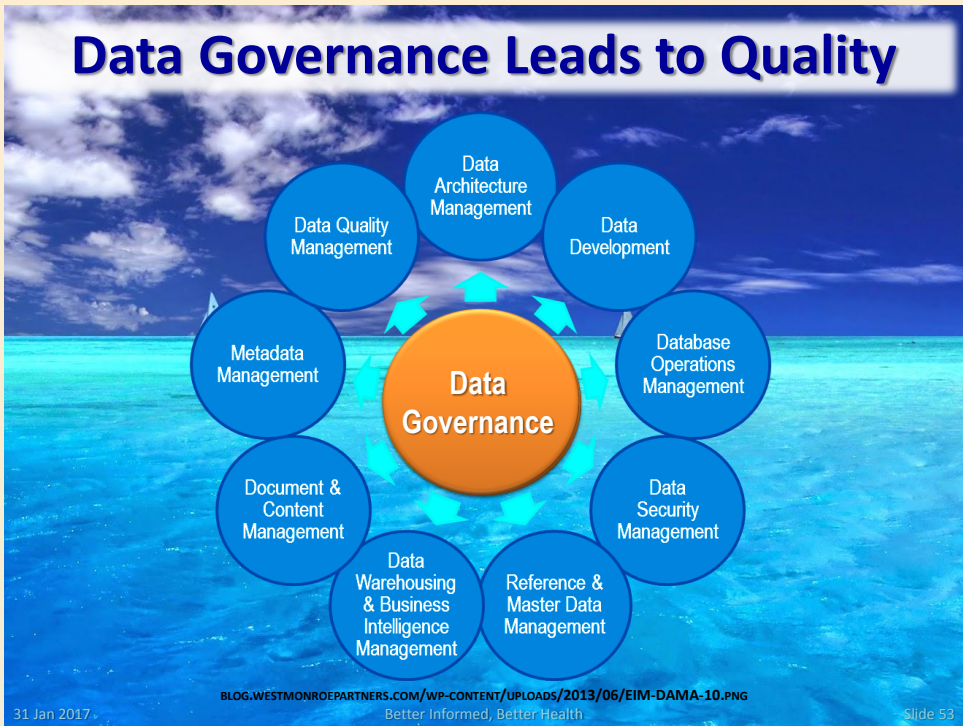 Data Governance Leads to Quality
Data
Architecture
Management
Data
Development
Database
Operations
Management
Data
Security
Management
Reference &
Master Data
Management
Data
Warehousing
& Business
Intelligence
Management
Document &
Content
Management
Metadata
Management
Data Quality
Management
Data
Governance
BLOG.WESTMONROEPARTNERS.COM/WP-CONTENT/UPLOADS/2013/06/EIM-DAMA-10.PNG
31 Jan 2017
Better Informed, Better Health
Slide 53